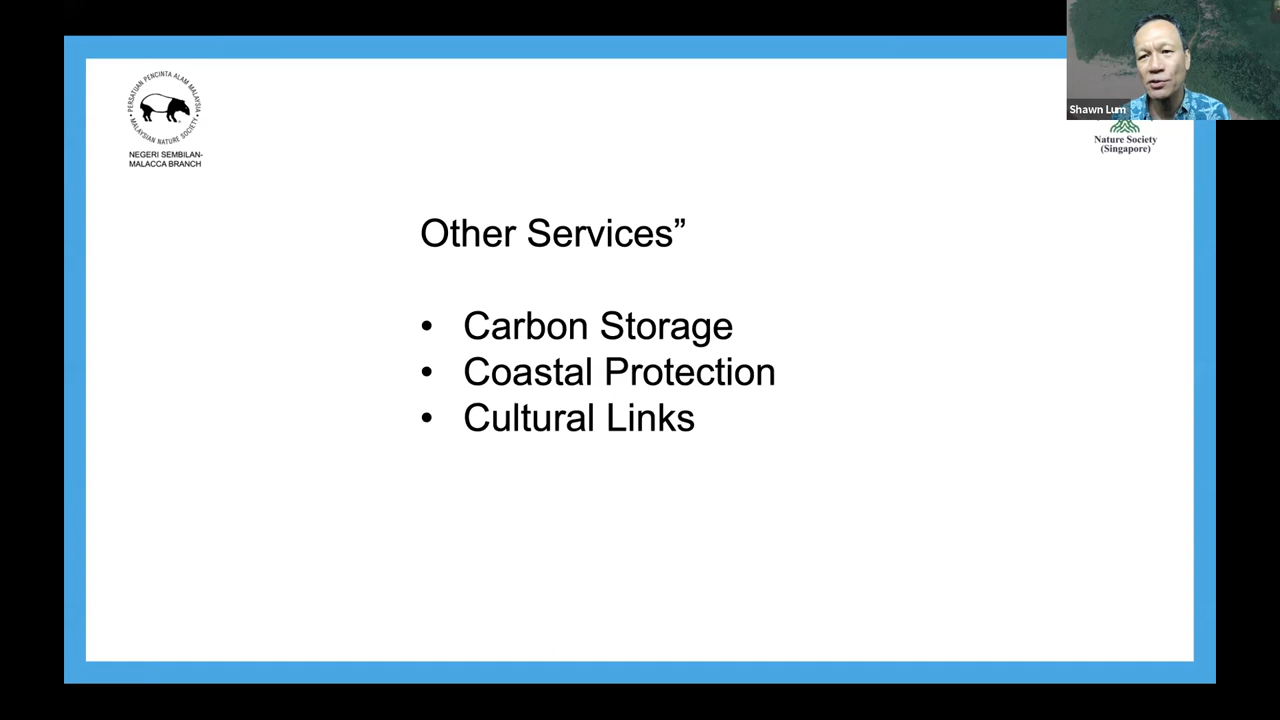 PERSATUAN PENCINTA ALAM MALAYSIA
• MALAYSIAN NATURE SOCIETY •
NEGERI SEMBILAN-
MALACCA BRANCH
Shawn Lum
Nature Society
(Singapore)
Other Services”
• Carbon Storage
• Coastal Protection
• Cultural Links